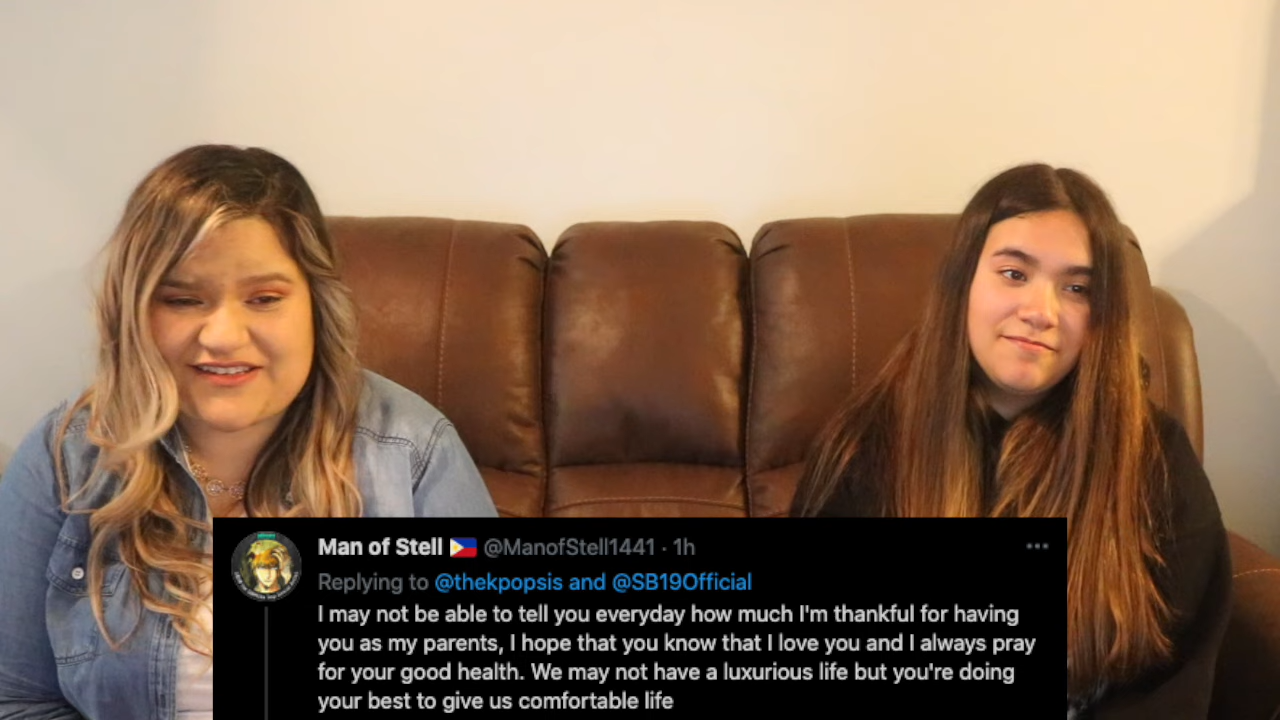 Man of Stell 🇵🇭 @ManofStell1441 · 1h
Replying to @thekpopsis and @SB19Official
I may not be able to tell you everyday how much I'm thankful for having
you as my parents, I hope that you know that I love you and I always pray
for your good health. We may not have a luxurious life but you're doing
your best to give us comfortable life